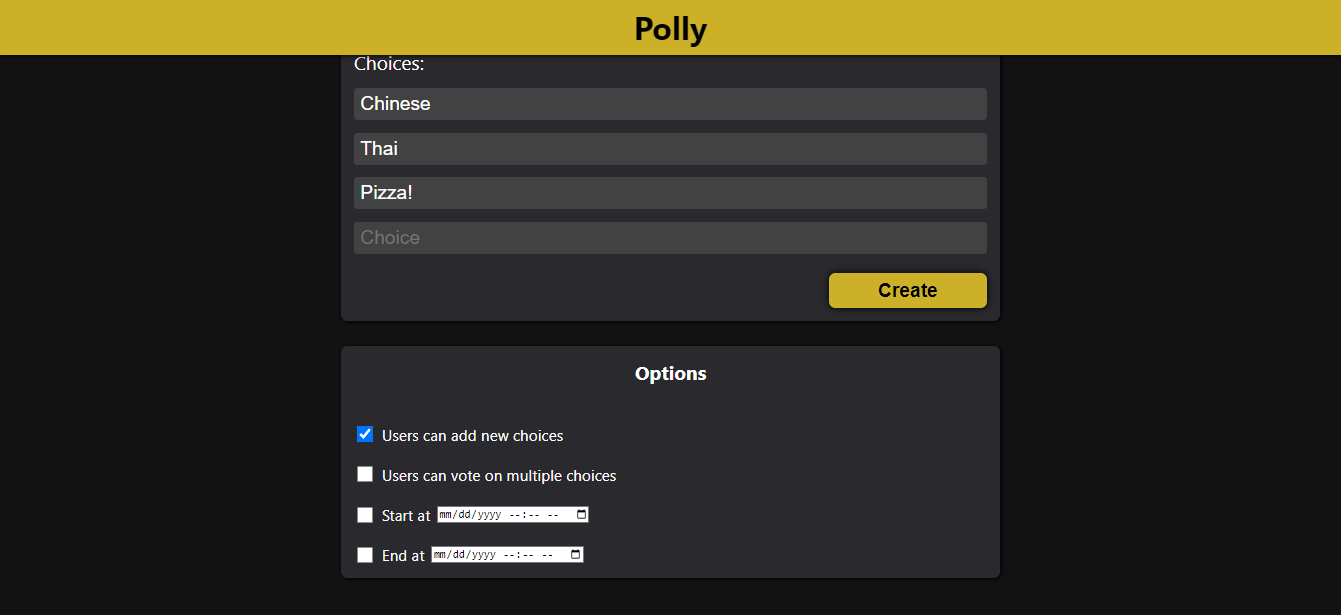 Polly
Choices:
Chinese
Thai
Pizza!
Choice
Create
Options
Users can add new choices
Users can vote on multiple choices
Start at mm/dd/yyyy --:-- --
End at mm/dd/yyyy --:-- --